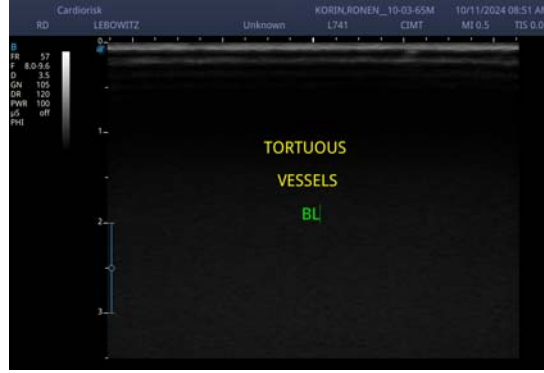 Cardiorisk KORIN,RONEN__10-03-65M 10/11/2024 08:51 AM
RD LEBOWITZ Unknown L741 CIMT MI 0.5 TIS 0.0
B
FR 57
F 8.0-9.6
D 3.5
GN 105
DR 120
PWR 100
μS off
PHI
0-
1-
2-
3-
TORTUOUS
VESSELS
BL